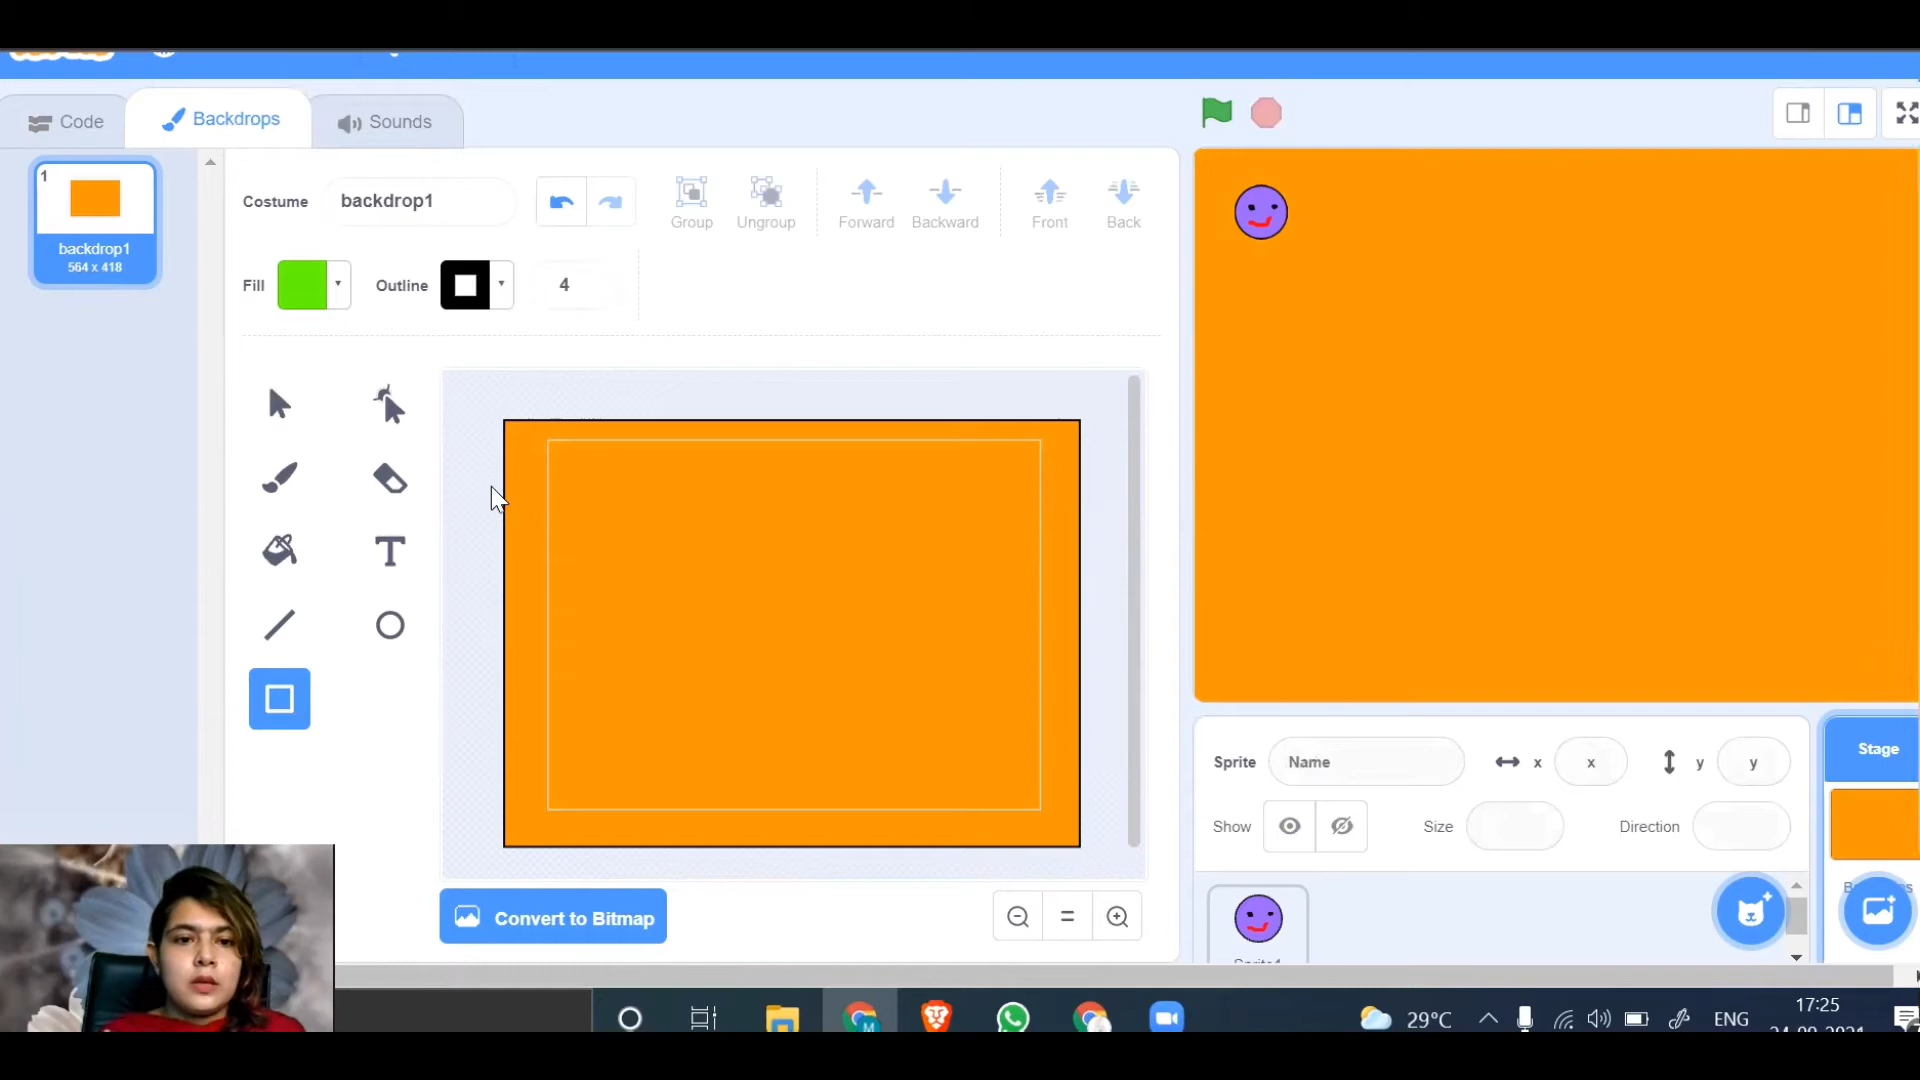 Code
Backdrops
Sounds
1
backdrop1
564 x 418
Costume
backdrop1
Group
Ungroup
Forward
Backward
Front
Back
Fill
Outline
4
T
Convert to Bitmap
Sprite
Name
x
x
y
y
Show
Size
Direction
Stage
M
29°C
ENG
17:25